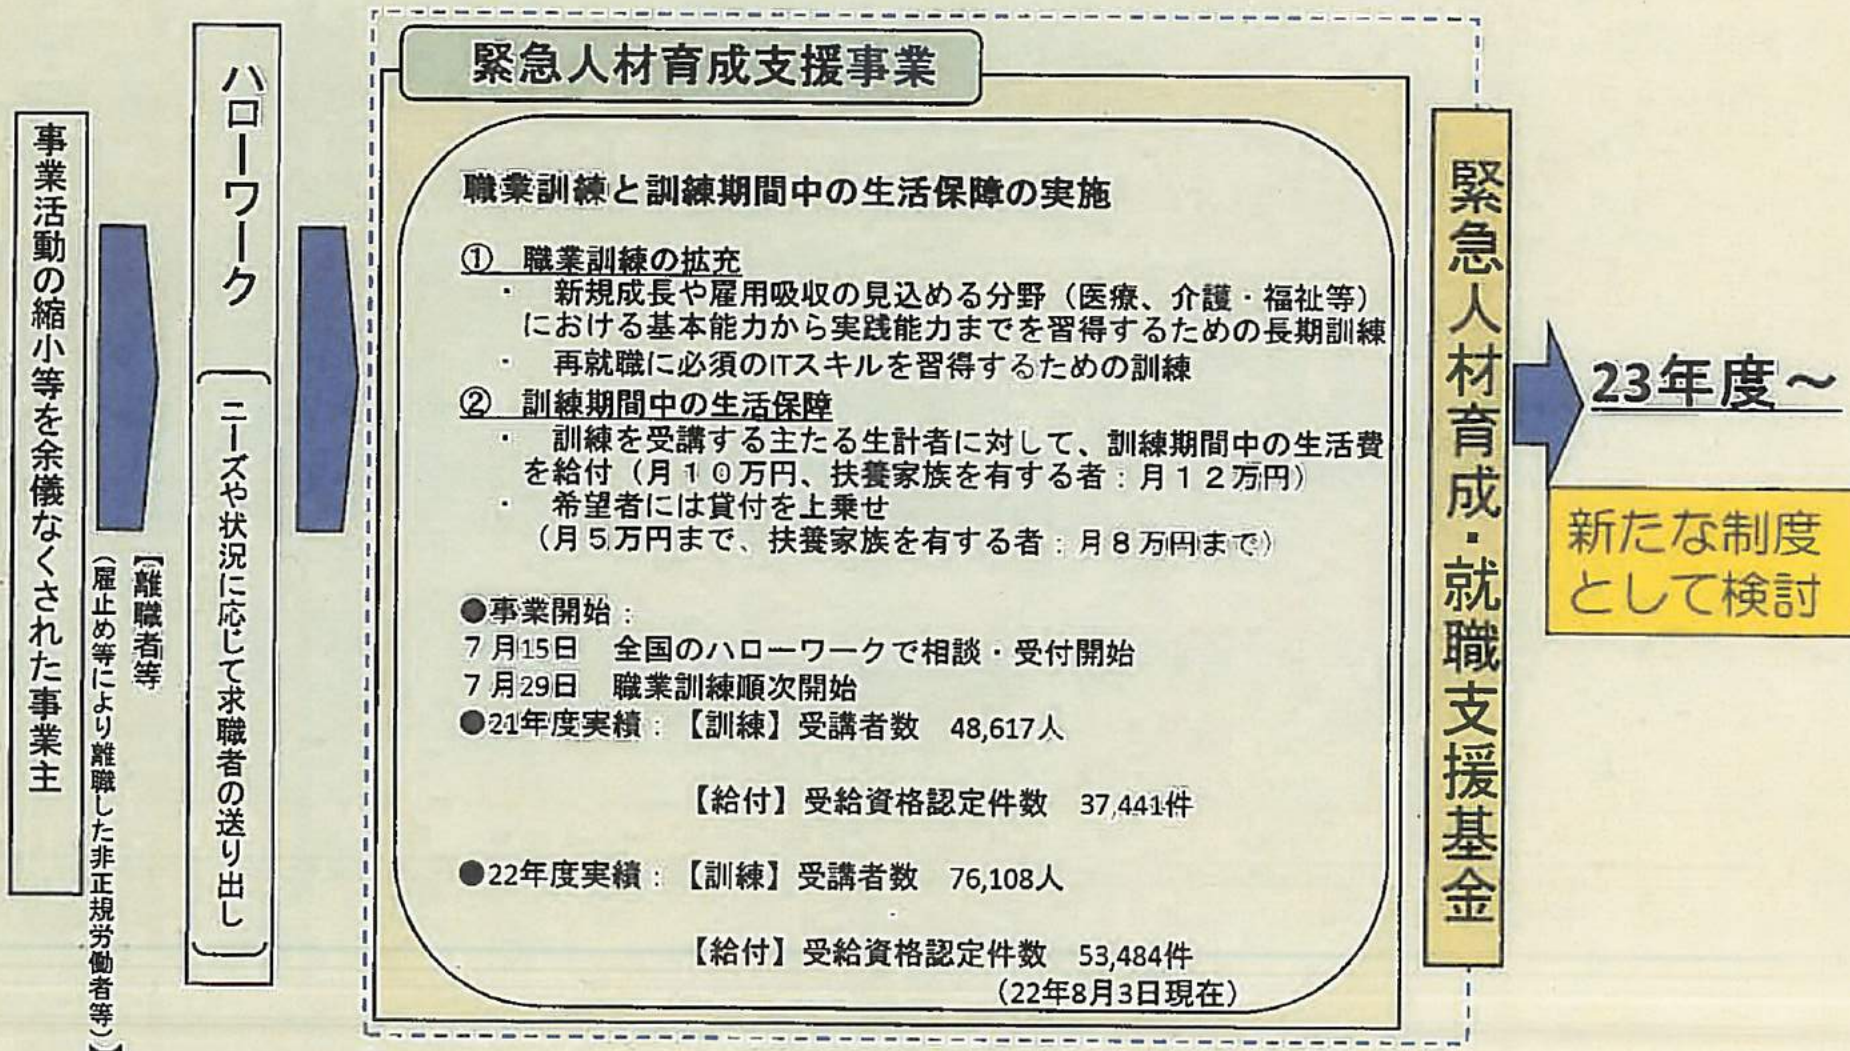 事業活動の縮小等を余儀なくされた事業主
【離職者等
（雇止め等により離職した非正規労働者等）】
ハローワーク
ニーズや状況に応じて求職者の送り出し
緊急人材育成支援事業
職業訓練と訓練期間中の生活保障の実施
① 職業訓練の拡充
・ 新規成長や雇用吸収の見込める分野（医療、介護・福祉等）
における基本能力から実践能力までを習得するための長期訓練
・ 再就職に必須のITスキルを習得するための訓練
② 訓練期間中の生活保障
・ 訓練を受講する主たる生計者に対して、訓練期間中の生活費
を給付（月１０万円、扶養家族を有する者：月１２万円）
・ 希望者には貸付を上乗せ
（月５万円まで、扶養家族を有する者：月８万円まで）
●事業開始：
７月15日 全国のハローワークで相談・受付開始
７月29日 職業訓練順次開始
●21年度実績：【訓練】受講者数 48,617人
【給付】受給資格認定件数 37,441件
●22年度実績：【訓練】受講者数 76,108人
【給付】受給資格認定件数 53,484件
（22年8月3日現在）
緊急人材育成・就職支援基金
23年度～
新たな制度
として検討